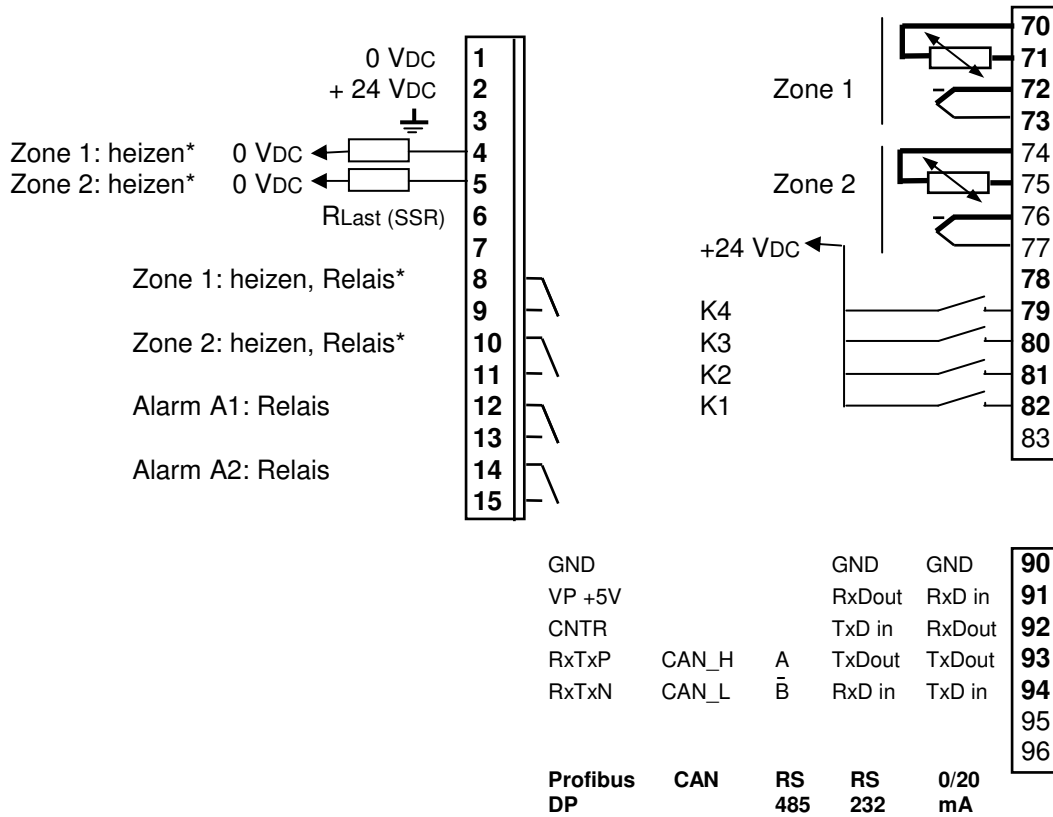 0 VDC 1
+ 24 VDC 2
3
Zone 1: heizen* 0 VDC 4
Zone 2: heizen* 0 VDC 5
RLast (SSR) 6
7
Zone 1: heizen, Relais* 8
9
Zone 2: heizen, Relais* 10
11
Alarm A1: Relais 12
13
Alarm A2: Relais 14
15
70
71
Zone 1 72
73
74
Zone 2 75
76
+24 VDC 77
78
K4 79
K3 80
K2 81
K1 82
83
GND GND GND 90
VP +5V RxDout RxD in 91
CNTR TxD in RxDout 92
RxTxP CAN_H A TxDout TxDout 93
RxTxN CAN_L B̅ RxD in TxD in 94
95
96
Profibus CAN RS RS 0/20
DP 485 232 mA